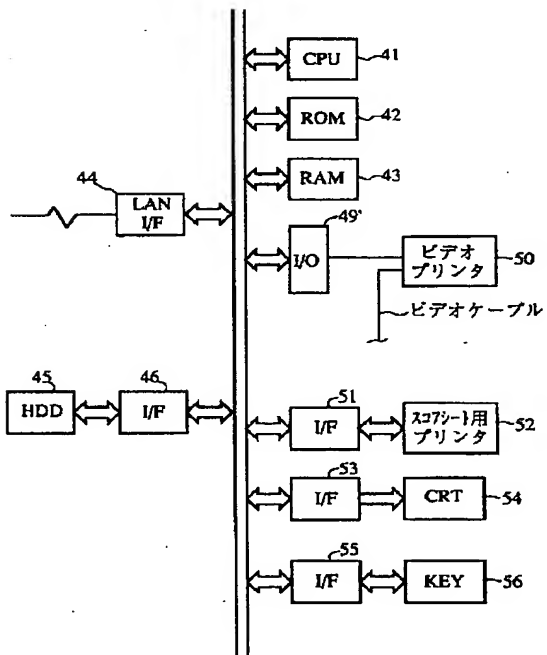 CPU
41
ROM
42
RAM
43
44
LAN
I/F
49'
I/O
ビデオ
プリンタ
50
ビデオケーブル
45
HDD
46
I/F
51
I/F
スコアシート用
プリンタ
52
53
I/F
CRT
54
55
I/F
KEY
56